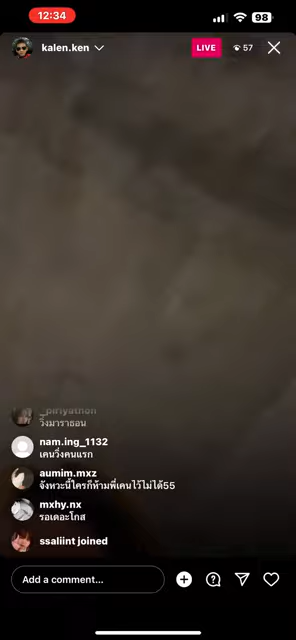 12:34
98
kalen.ken
LIVE
57
_piriyathon
วิ่งมาราธอน
nam.ing_1132
เคนวิ่งคนแรก
aumim.mxz
จังหวะนี้ใครก็ห้ามพี่เคนไว้ไม่ได้55
mxhy.nx
รอเดอะโกส
ssaliint joined
Add a comment...